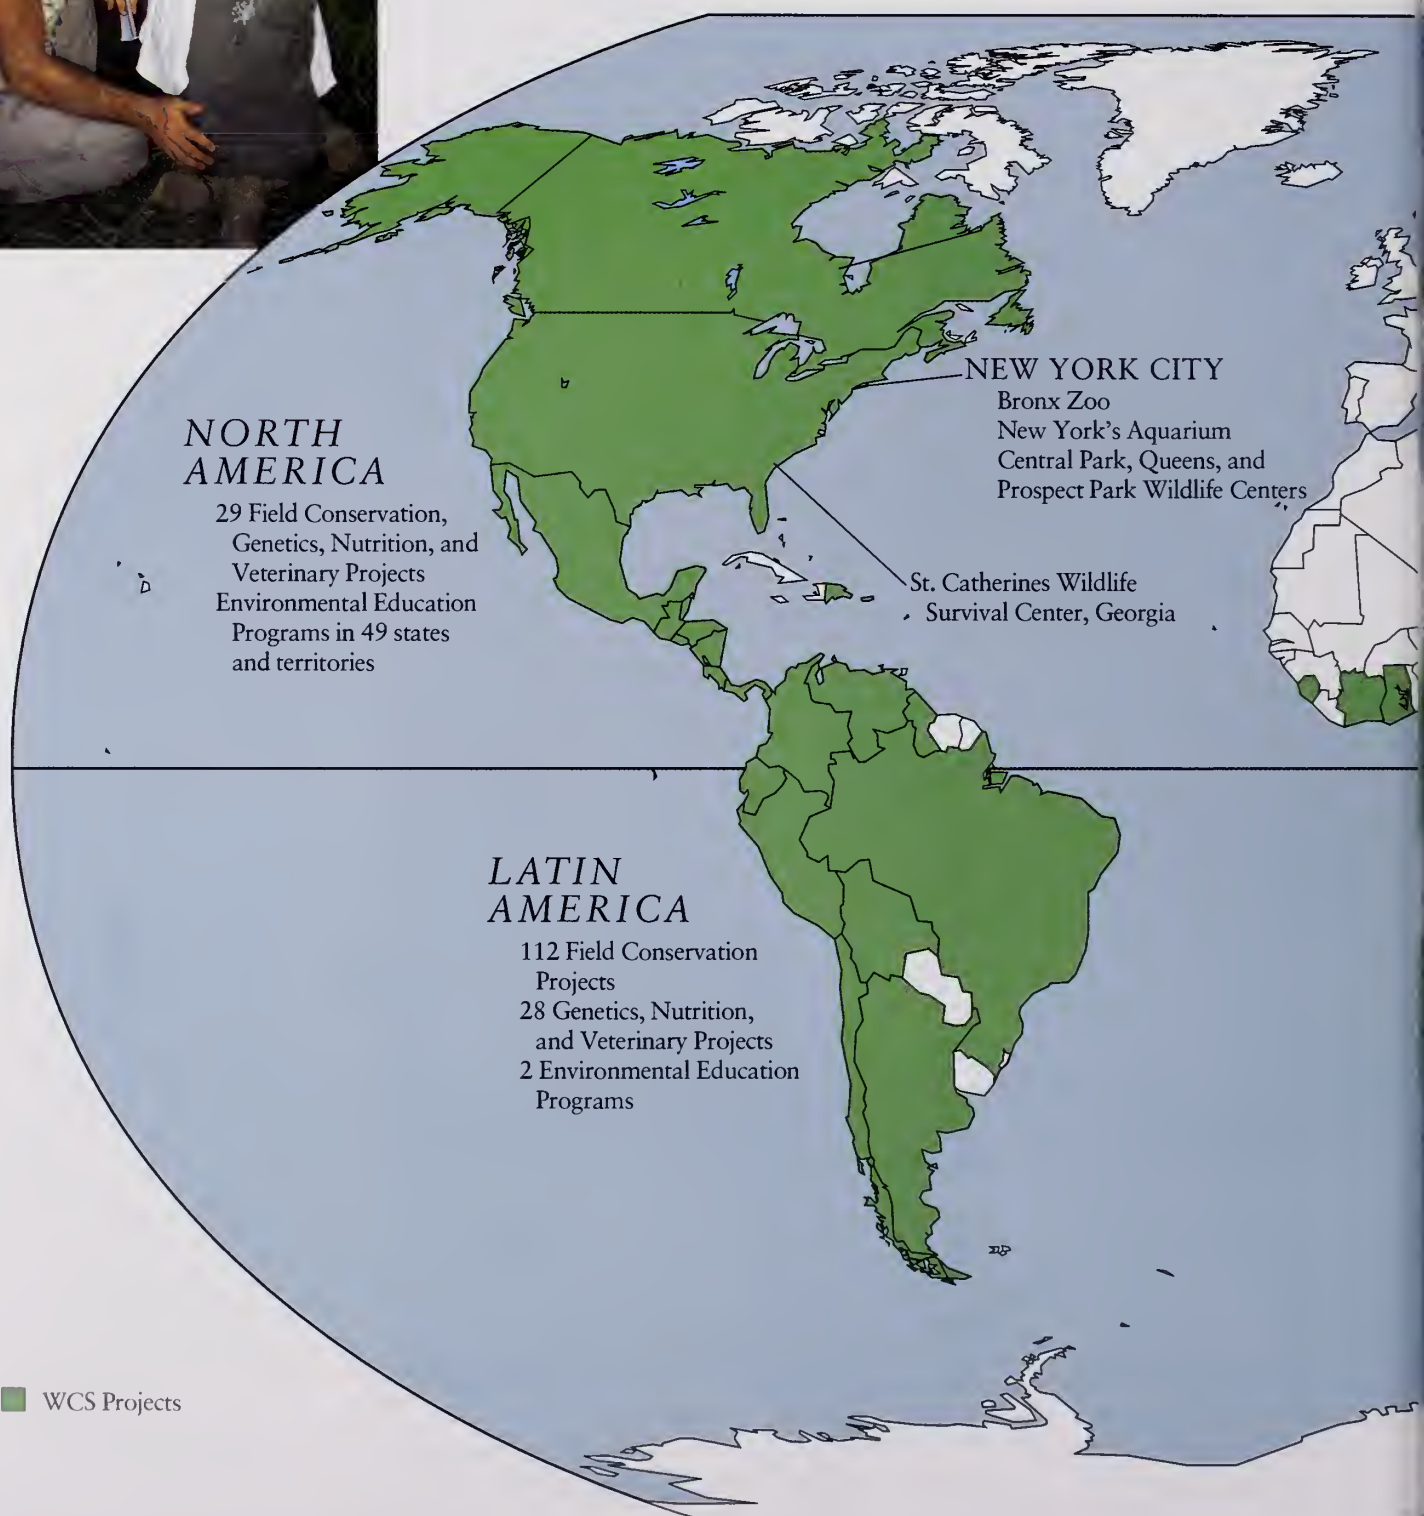 NEW YORK CITY
Bronx Zoo
New York's Aquarium
Central Park, Queens, and
Prospect Park Wildlife Centers
NORTH
AMERICA
29 Field Conservation,
Genetics, Nutrition, and
Veterinary Projects
Environmental Education
Programs in 49 states
and territories
St. Catherines Wildlife
Survival Center, Georgia
LATIN
AMERICA
112 Field Conservation
Projects
28 Genetics, Nutrition,
and Veterinary Projects
2 Environmental Education
Programs
WCS Projects